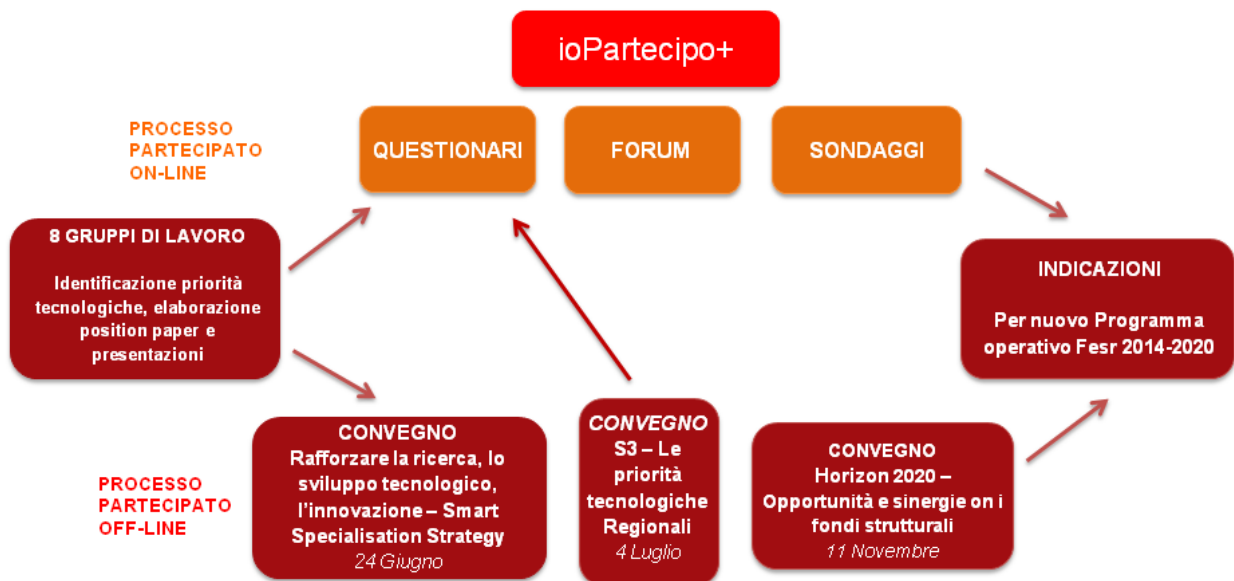 ioPartecipo+
PROCESSO
PARTECIPATO
ON-LINE
QUESTIONARI
FORUM
SONDAGGI
8 GRUPPI DI LAVORO
Identificazione priorità
tecnologiche, elaborazione
position paper e
presentazioni
INDICAZIONI
Per nuovo Programma
operativo Fesr 2014-2020
PROCESSO
PARTECIPATO
OFF-LINE
CONVEGNO
Rafforzare la ricerca, lo
sviluppo tecnologico,
l’innovazione – Smart
Specialisation Strategy
24 Giugno
CONVEGNO
S3 – Le
priorità
tecnologiche
Regionali
4 Luglio
CONVEGNO
Horizon 2020 –
Opportunità e sinergie on i
fondi strutturali
11 Novembre